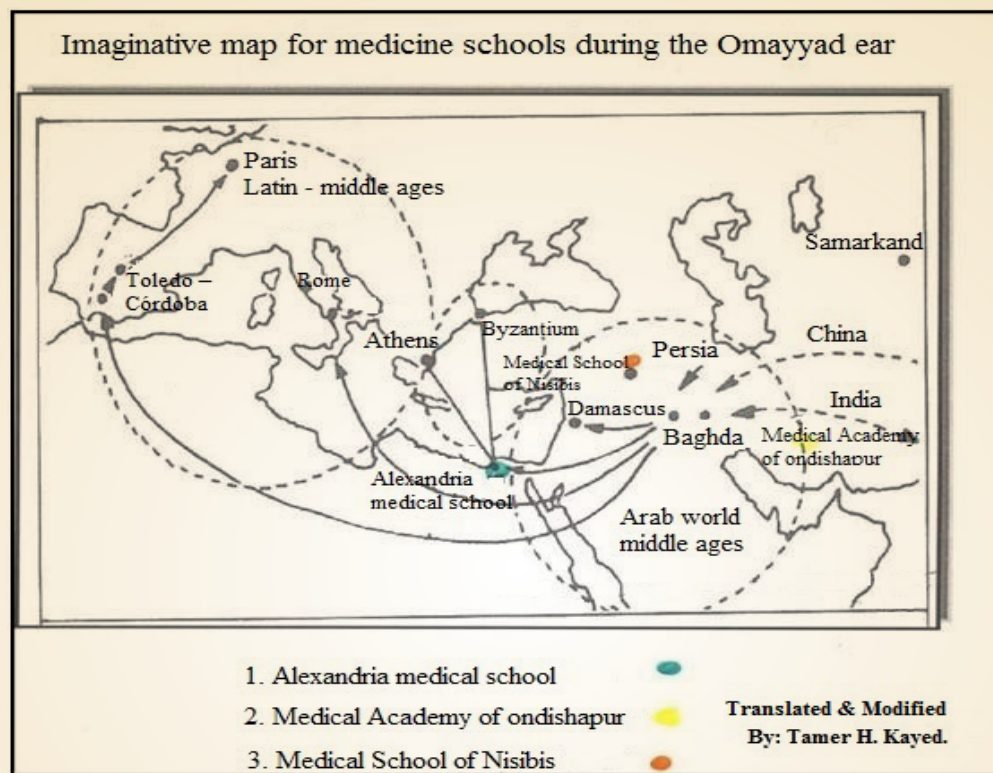 Imaginative map for medicine schools during the Omayyad ear
Paris
Latin - middle ages
Samarkand
Toledo –
Córdoba
Rome
Byzantium
China
Athens
Medical School
of Nisibis
Persia
India
Damascus
Baghda
Medical Academy
of ondishapur
Alexandria
medical school
Arab world
middle ages
1. Alexandria medical school
2. Medical Academy of ondishapur
3. Medical School of Nisibis
Translated & Modified
By: Tamer H. Kayed.